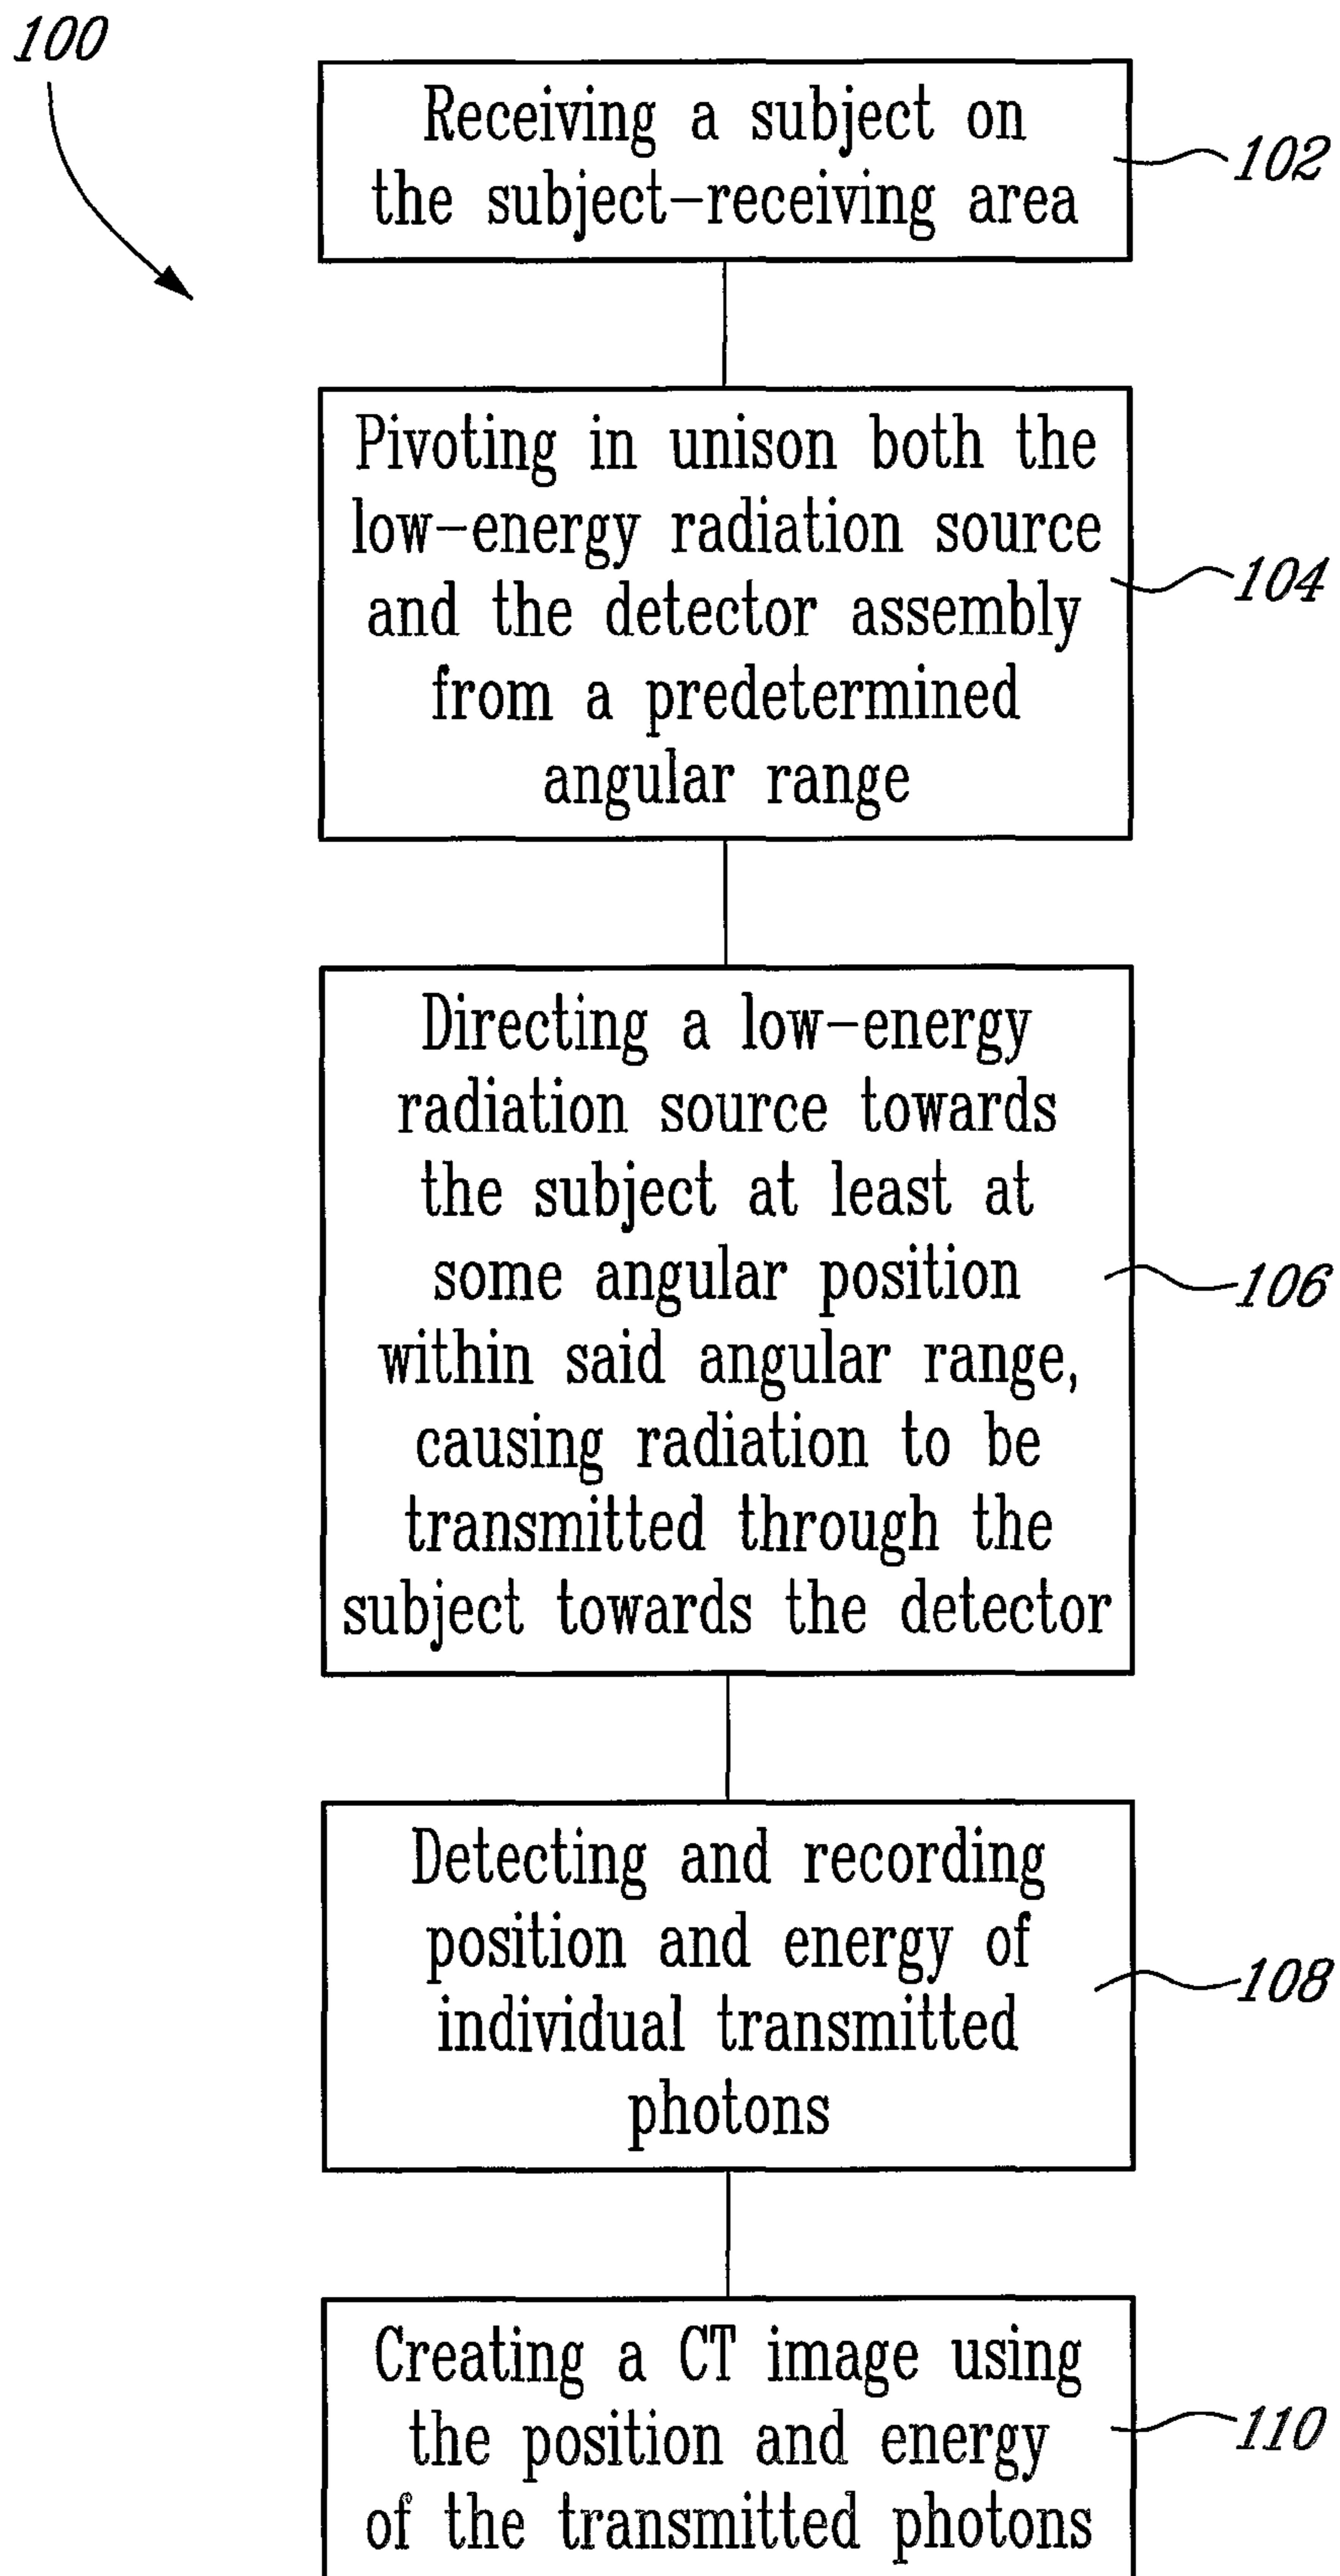 100
Receiving a subject on
the subject-receiving area
102
Pivoting in unison both the
low-energy radiation source
and the detector assembly
from a predetermined
angular range
104
Directing a low-energy
radiation source towards
the subject at least at
some angular position
within said angular range,
causing radiation to be
transmitted through the
subject towards the detector
106
Detecting and recording
position and energy of
individual transmitted
photons
108
Creating a CT image using
the position and energy
of the transmitted photons
110